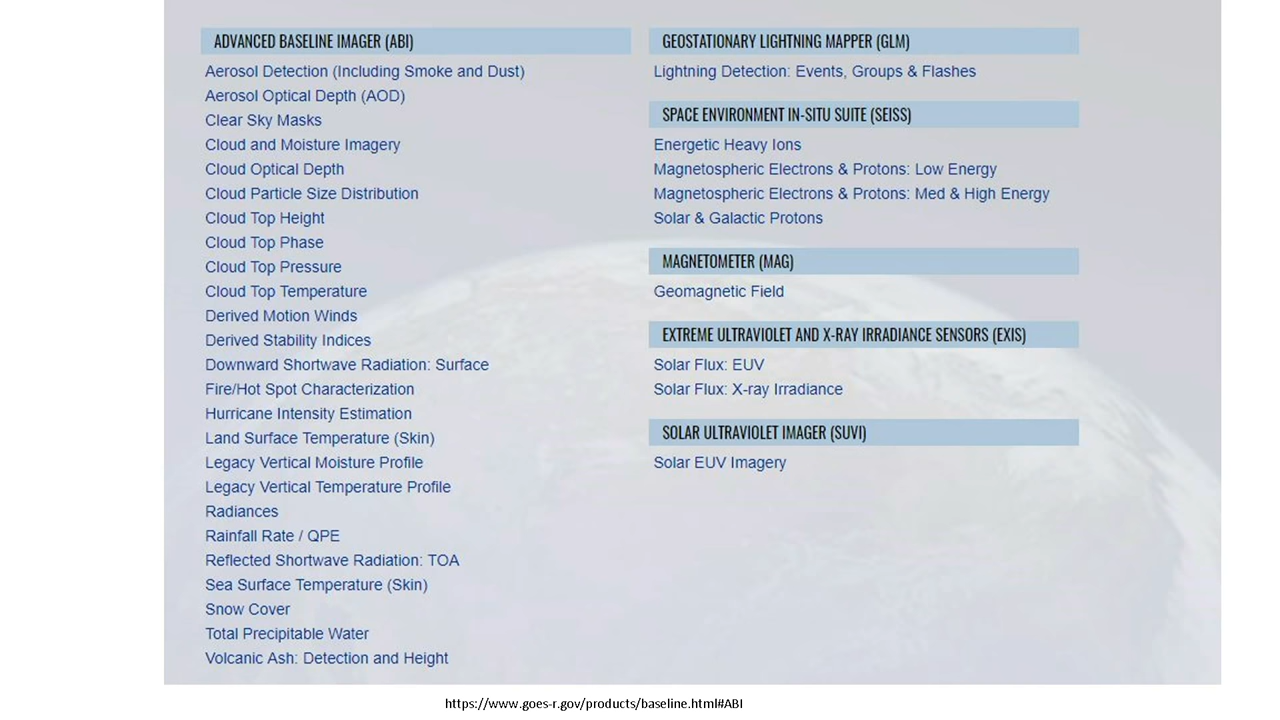 ADVANCED BASELINE IMAGER (ABI)
Aerosol Detection (Including Smoke and Dust)
Aerosol Optical Depth (AOD)
Clear Sky Masks
Cloud and Moisture Imagery
Cloud Optical Depth
Cloud Particle Size Distribution
Cloud Top Height
Cloud Top Phase
Cloud Top Pressure
Cloud Top Temperature
Derived Motion Winds
Derived Stability Indices
Downward Shortwave Radiation: Surface
Fire/Hot Spot Characterization
Hurricane Intensity Estimation
Land Surface Temperature (Skin)
Legacy Vertical Moisture Profile
Legacy Vertical Temperature Profile
Radiances
Rainfall Rate / QPE
Reflected Shortwave Radiation: TOA
Sea Surface Temperature (Skin)
Snow Cover
Total Precipitable Water
Volcanic Ash: Detection and Height
GEOSTATIONARY LIGHTNING MAPPER (GLM)
Lightning Detection: Events, Groups & Flashes
SPACE ENVIRONMENT IN-SITU SUITE (SEISS)
Energetic Heavy Ions
Magnetospheric Electrons & Protons: Low Energy
Magnetospheric Electrons & Protons: Med & High Energy
Solar & Galactic Protons
MAGNETOMETER (MAG)
Geomagnetic Field
EXTREME ULTRAVIOLET AND X-RAY IRRADIANCE SENSORS (EXIS)
Solar Flux: EUV
Solar Flux: X-ray Irradiance
SOLAR ULTRAVIOLET IMAGER (SUVI)
Solar EUV Imagery
https://www.goes-r.gov/products/baseline.html#ABI